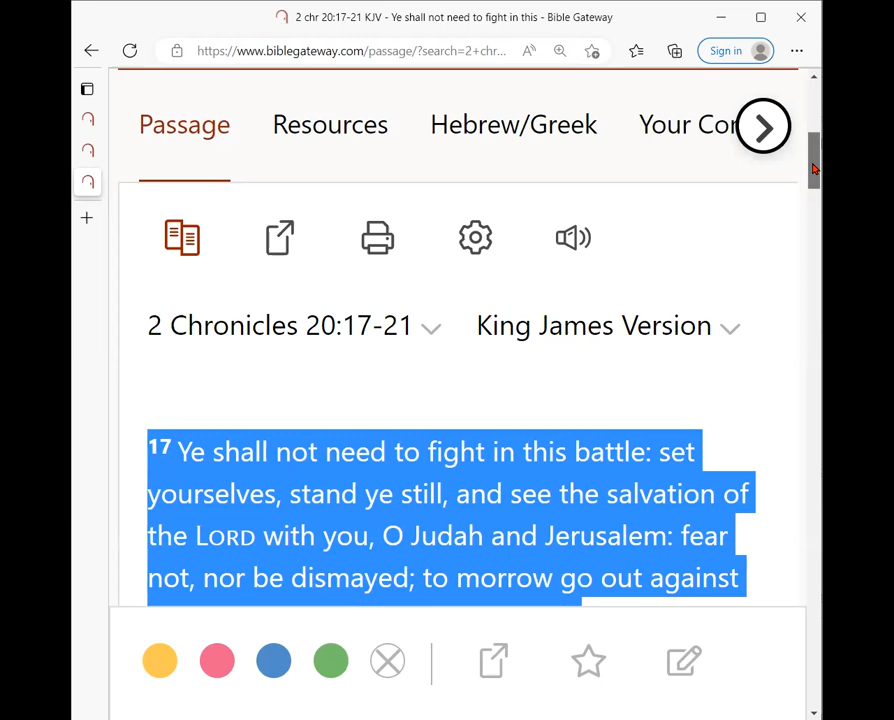 2 chr 20:17-21 KJV - Ye shall not need to fight in this - Bible Gateway
https://www.biblegateway.com/passage/?search=2+chr...
Sign in
Passage Resources Hebrew/Greek Your Con
2 Chronicles 20:17-21 King James Version
17 Ye shall not need to fight in this battle: set
yourselves, stand ye still, and see the salvation of
the LORD with you, O Judah and Jerusalem: fear
not, nor be dismayed; to morrow go out against